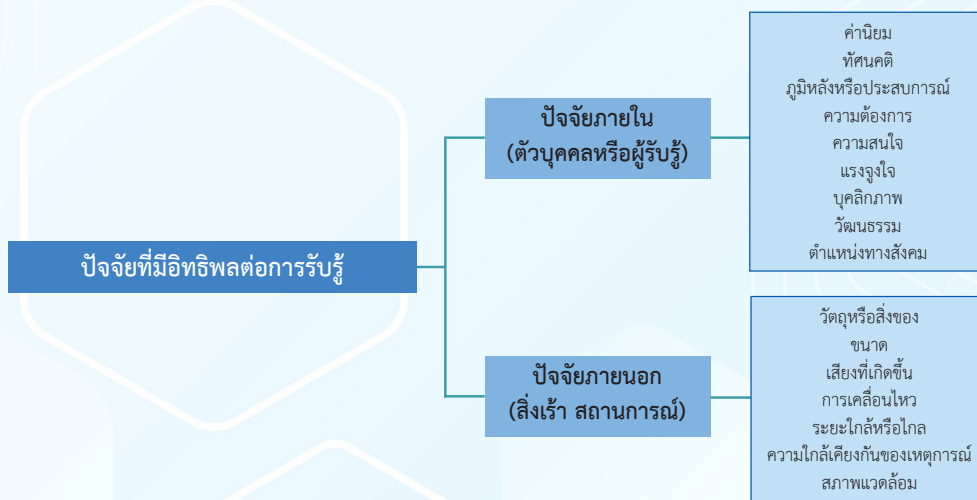 ปัจจัยที่มีอิทธิพลต่อการรับรู้
ปัจจัยภายใน
(ตัวบุคคลหรือผู้รับรู้)
ค่านิยม
ทัศนคติ
ภูมิหลังหรือประสบการณ์
ความต้องการ
ความสนใจ
แรงจูงใจ
บุคลิกภาพ
วัฒนธรรม
ตำแหน่งทางสังคม
ปัจจัยภายนอก
(สิ่งเร้า สถานการณ์)
วัตถุหรือสิ่งของ
ขนาด
เสียงที่เกิดขึ้น
การเคลื่อนไหว
ระยะใกล้หรือไกล
ความใกล้เคียงกันของเหตุการณ์
สภาพแวดล้อม